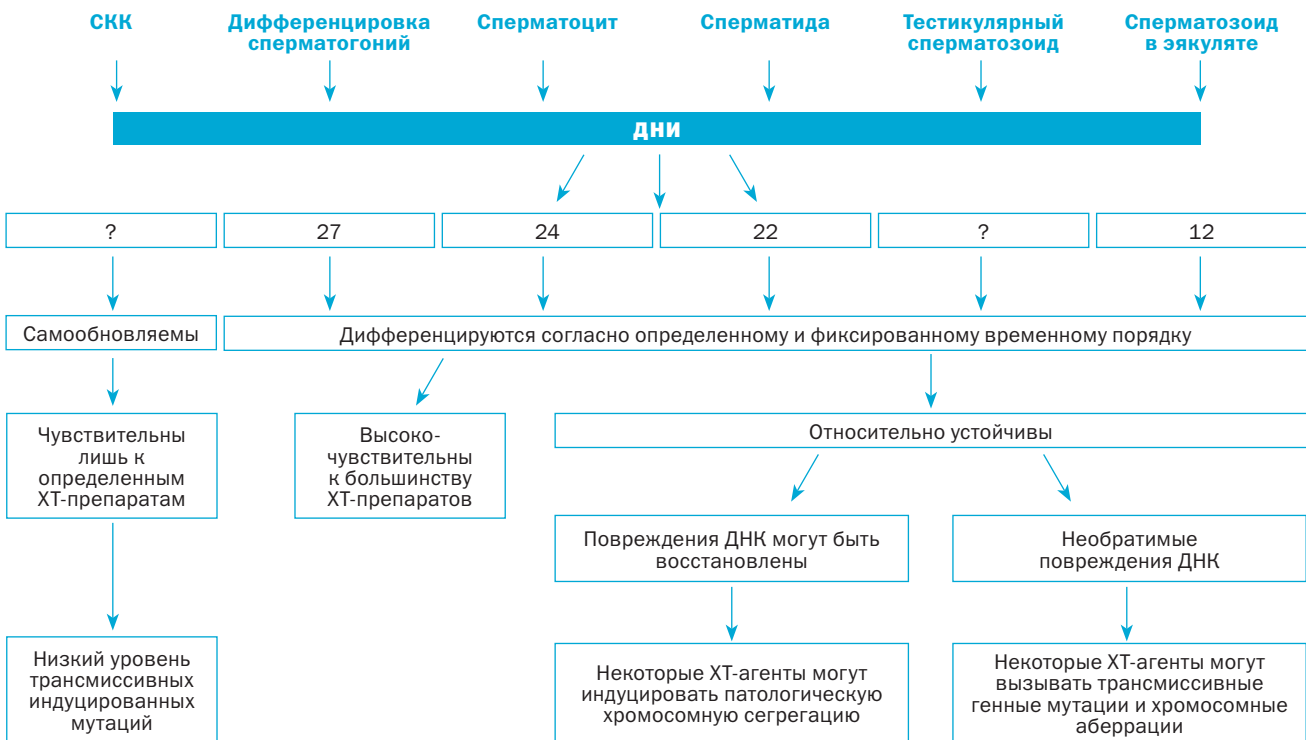 СКК
Дифференцировка
сперматогоний
Сперматоцит
Сперматида
Тестикулярный
сперматозоид
Сперматозоид
в эякуляте
ДНИ
?
27
24
22
?
12
Самообновляемы
Дифференцируются согласно определенному и фиксированному временному порядку
Чувствительны
лишь к
определенным
ХТ-препаратам
Высоко-
чувствительны
к большинству
ХТ-препаратов
Относительно устойчивы
Повреждения ДНК могут быть
восстановлены
Необратимые
повреждения ДНК
Низкий уровень
трансмиссивных
индуцированных
мутаций
Некоторые ХТ-агенты могут
индуцировать патологическую
хромосомную сегрегацию
Некоторые ХТ-агенты могут
вызывать трансмиссивные
генные мутации и хромосомные
аберрации